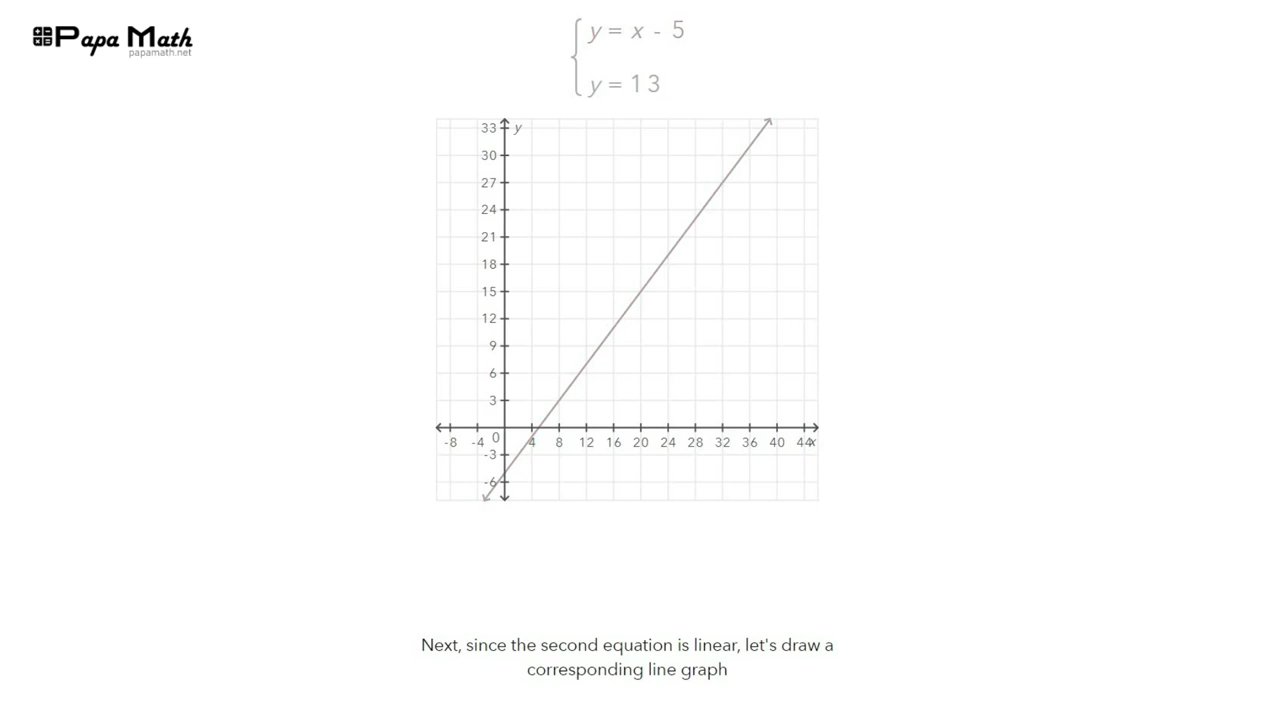 Papa Math
papamath.net
y = x - 5
y = 13
33
y
30
27
24
21
18
15
12
9
6
3
-8 -4 0 4 8 12 16 20 24 28 32 36 40 44 x
-3
-6
Next, since the second equation is linear, let's draw a
corresponding line graph